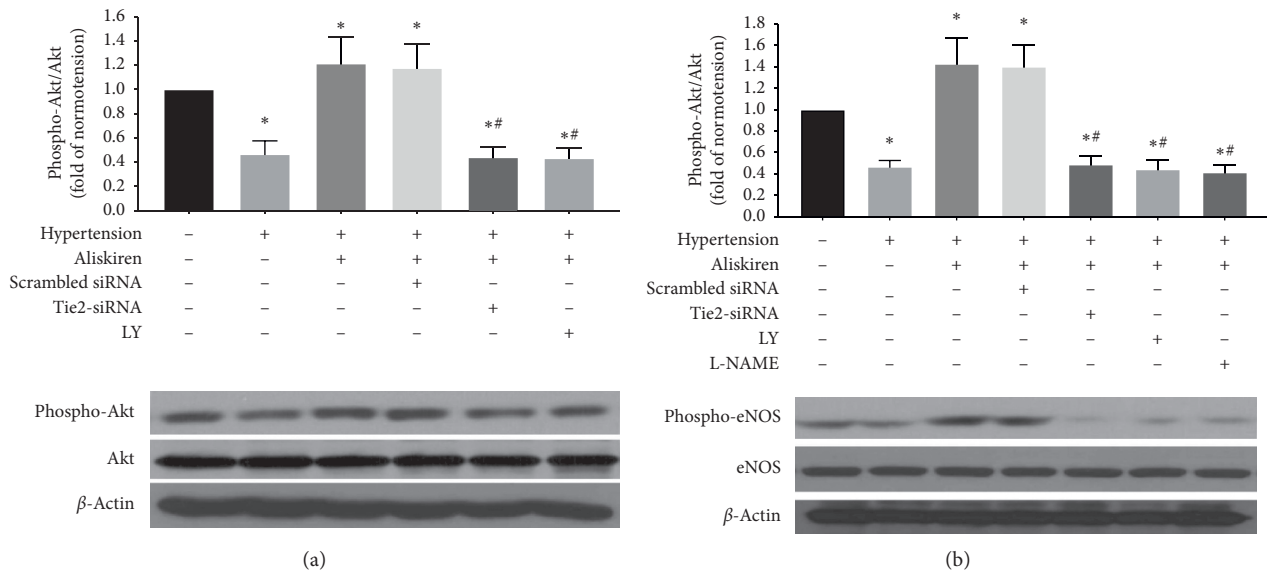 Phospho-Akt/Akt
(fold of normotension)
1.6
1.4
1.2
1.0
0.8
0.6
0.4
0.2
0.0
*
*
*
*#
*#
Hypertension – + + + + +
Aliskiren – – + + + +
Scrambled siRNA – – – + – –
Tie2-siRNA – – – – + –
LY – – – – – +
Phospho-Akt
Akt
β-Actin
(a)
Phospho-Akt/Akt
(fold of normotension)
1.8
1.6
1.4
1.2
1.0
0.8
0.6
0.4
0.2
0.0
*
*
*
*#
*#
*#
Hypertension – + + + + + +
Aliskiren – – + + + + +
Scrambled siRNA – _ – + – – –
Tie2-siRNA – – – – + – –
LY – – – – – + –
L-NAME – – – – – – +
Phospho-eNOS
eNOS
β-Actin
(b)